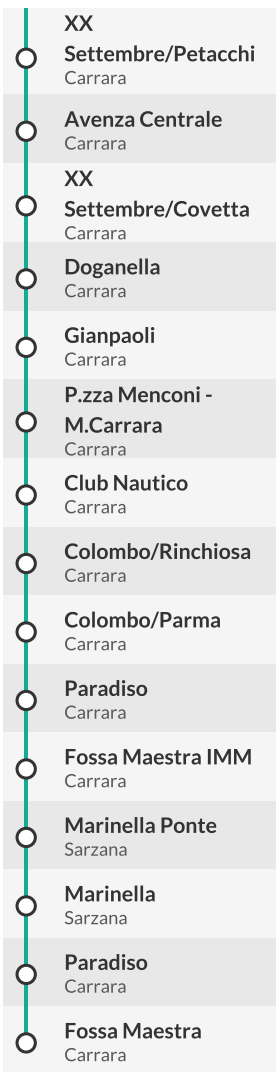 XX
Settembre/Petacchi
Carrara
Avenza Centrale
Carrara
XX
Settembre/Covetta
Carrara
Doganella
Carrara
Gianpaoli
Carrara
P.zza Menconi -
M.Carrara
Carrara
Club Nautico
Carrara
Colombo/Rinchiosa
Carrara
Colombo/Parma
Carrara
Paradiso
Carrara
Fossa Maestra IMM
Carrara
Marinella Ponte
Sarzana
Marinella
Sarzana
Paradiso
Carrara
Fossa Maestra
Carrara